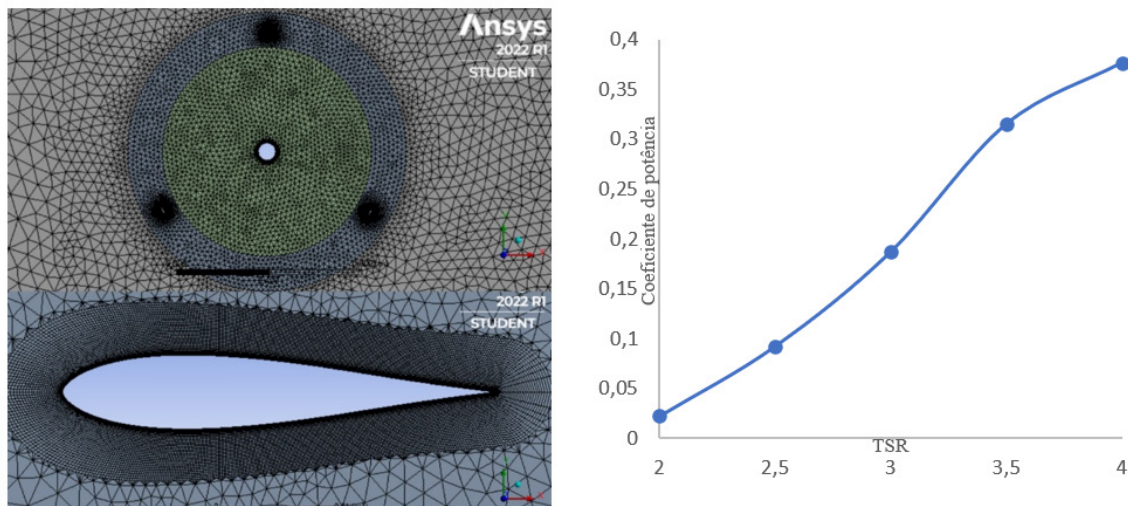 Ansys
2022 R1
STUDENT
2022 R1
STUDENT
0,4
0,35
0,3
0,25
0,2
0,15
0,1
0,05
0
Coeficiente de potência
TSR
2
2,5
3
3,5
4